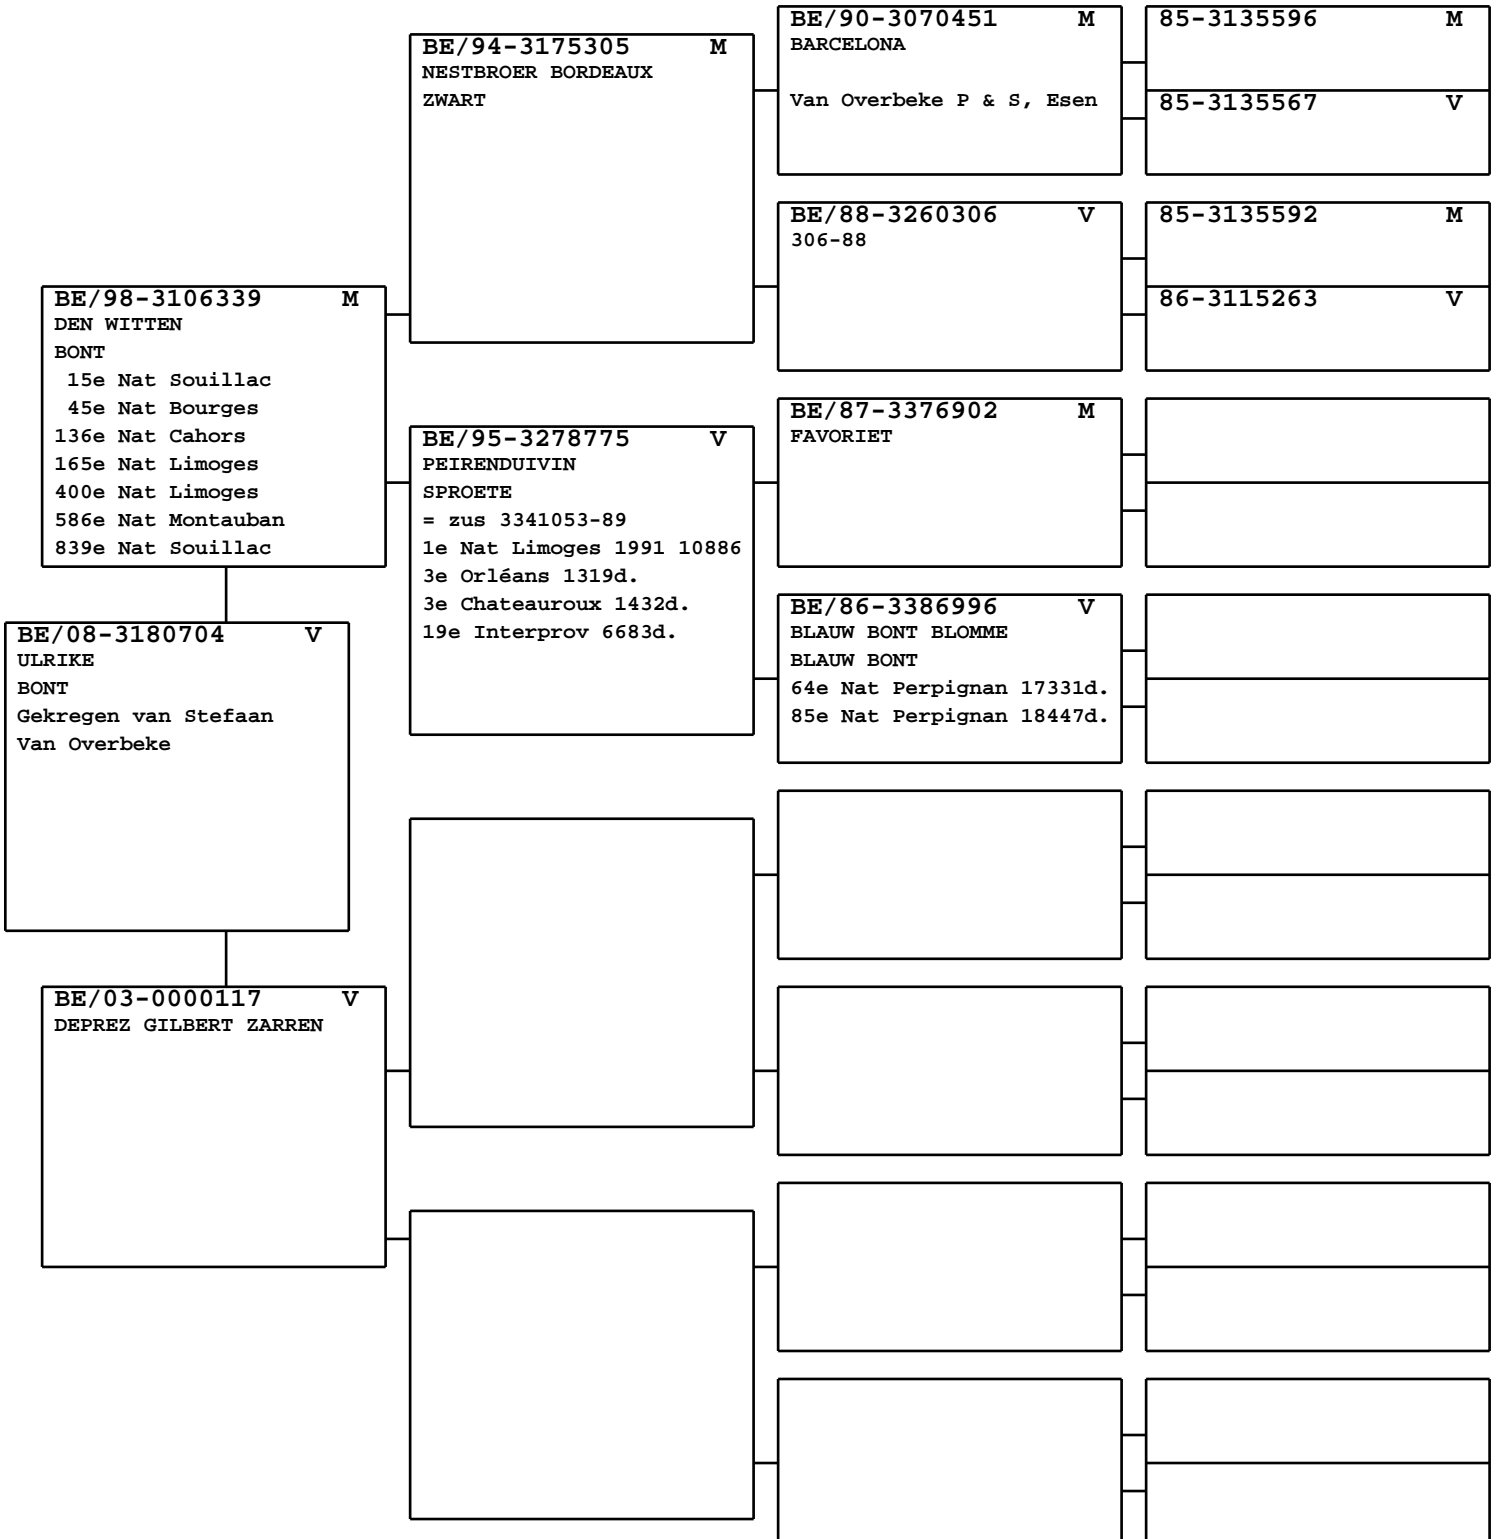 BE/08-3180704 V
ULRIKE
BONT
Gekregen van Stefaan
Van Overbeke
BE/98-3106339 M
DEN WITTEN
BONT
15e Nat Souillac
45e Nat Bourges
136e Nat Cahors
165e Nat Limoges
400e Nat Limoges
586e Nat Montauban
839e Nat Souillac
BE/03-0000117 V
DEPREZ GILBERT ZARREN
BE/94-3175305 M
NESTBROER BORDEAUX
ZWART
BE/95-3278775 V
PEIRENDUIVIN
SPROETE
= zus 3341053-89
1e Nat Limoges 1991 10886
3e Orléans 1319d.
3e Chateauroux 1432d.
19e Interprov 6683d.
BE/90-3070451 M
BARCELONA
Van Overbeke P & S, Esen
BE/88-3260306 V
306-88
BE/87-3376902 M
FAVORIET
BE/86-3386996 V
BLAUW BONT BLOMME
BLAUW BONT
64e Nat Perpignan 17331d.
85e Nat Perpignan 18447d.
85-3135596 M
85-3135567 V
85-3135592 M
86-3115263 V